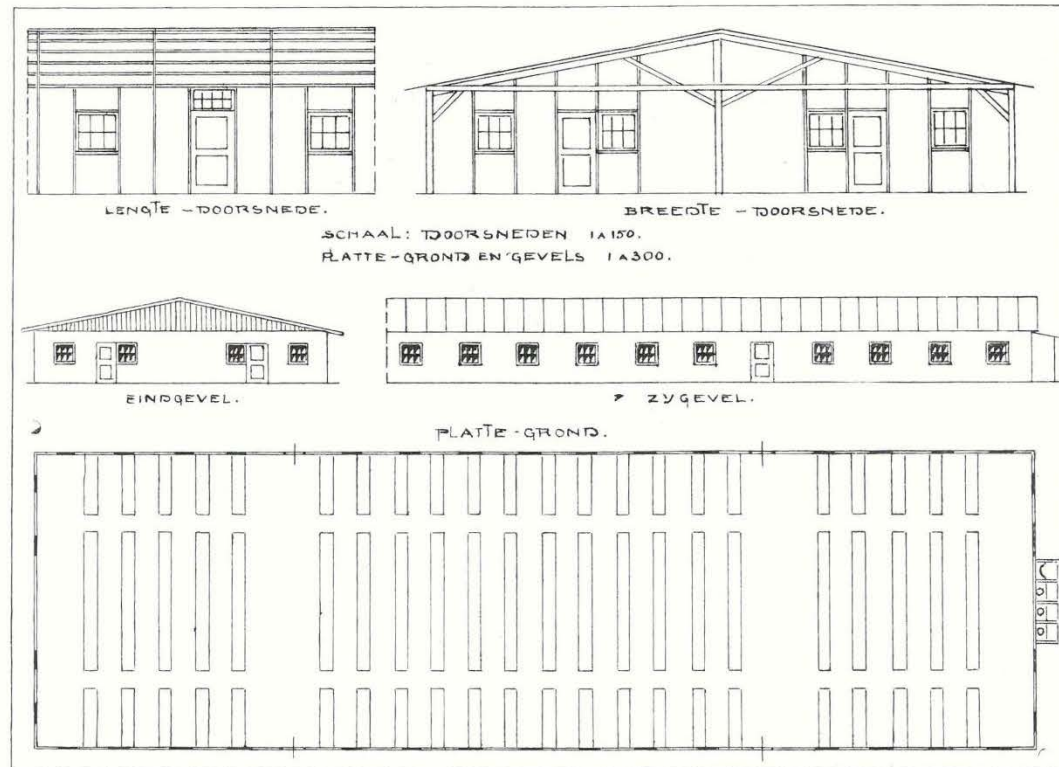 LENGTE - DOORSNEDE.
BREEDTE - DOORSNEDE.
SCHAAL: DOORSNEDEN 1 A 150.
PLATTE-GROND EN GEVELS 1 A 300.
EINDGEVEL.
ZYGEVEL.
PLATTE-GROND.